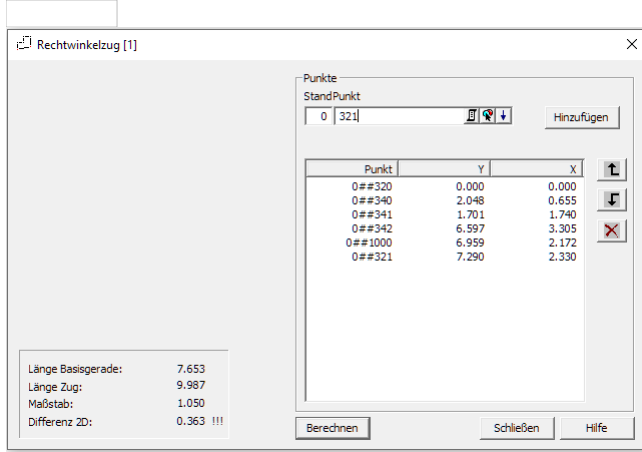 Rechtwinkelzug [1]
Punkte
StandPunkt
0 321
Hinzufügen
Punkt Y X
0##320 0.000 0.000
0##340 2.048 0.655
0##341 1.701 1.740
0##342 6.597 3.305
0##1000 6.959 2.172
0##321 7.290 2.330
Länge Basisgerade: 7.653
Länge Zug: 9.987
Maßstab: 1.050
Differenz 2D: 0.363 !!!
Berechnen
Schließen
Hilfe